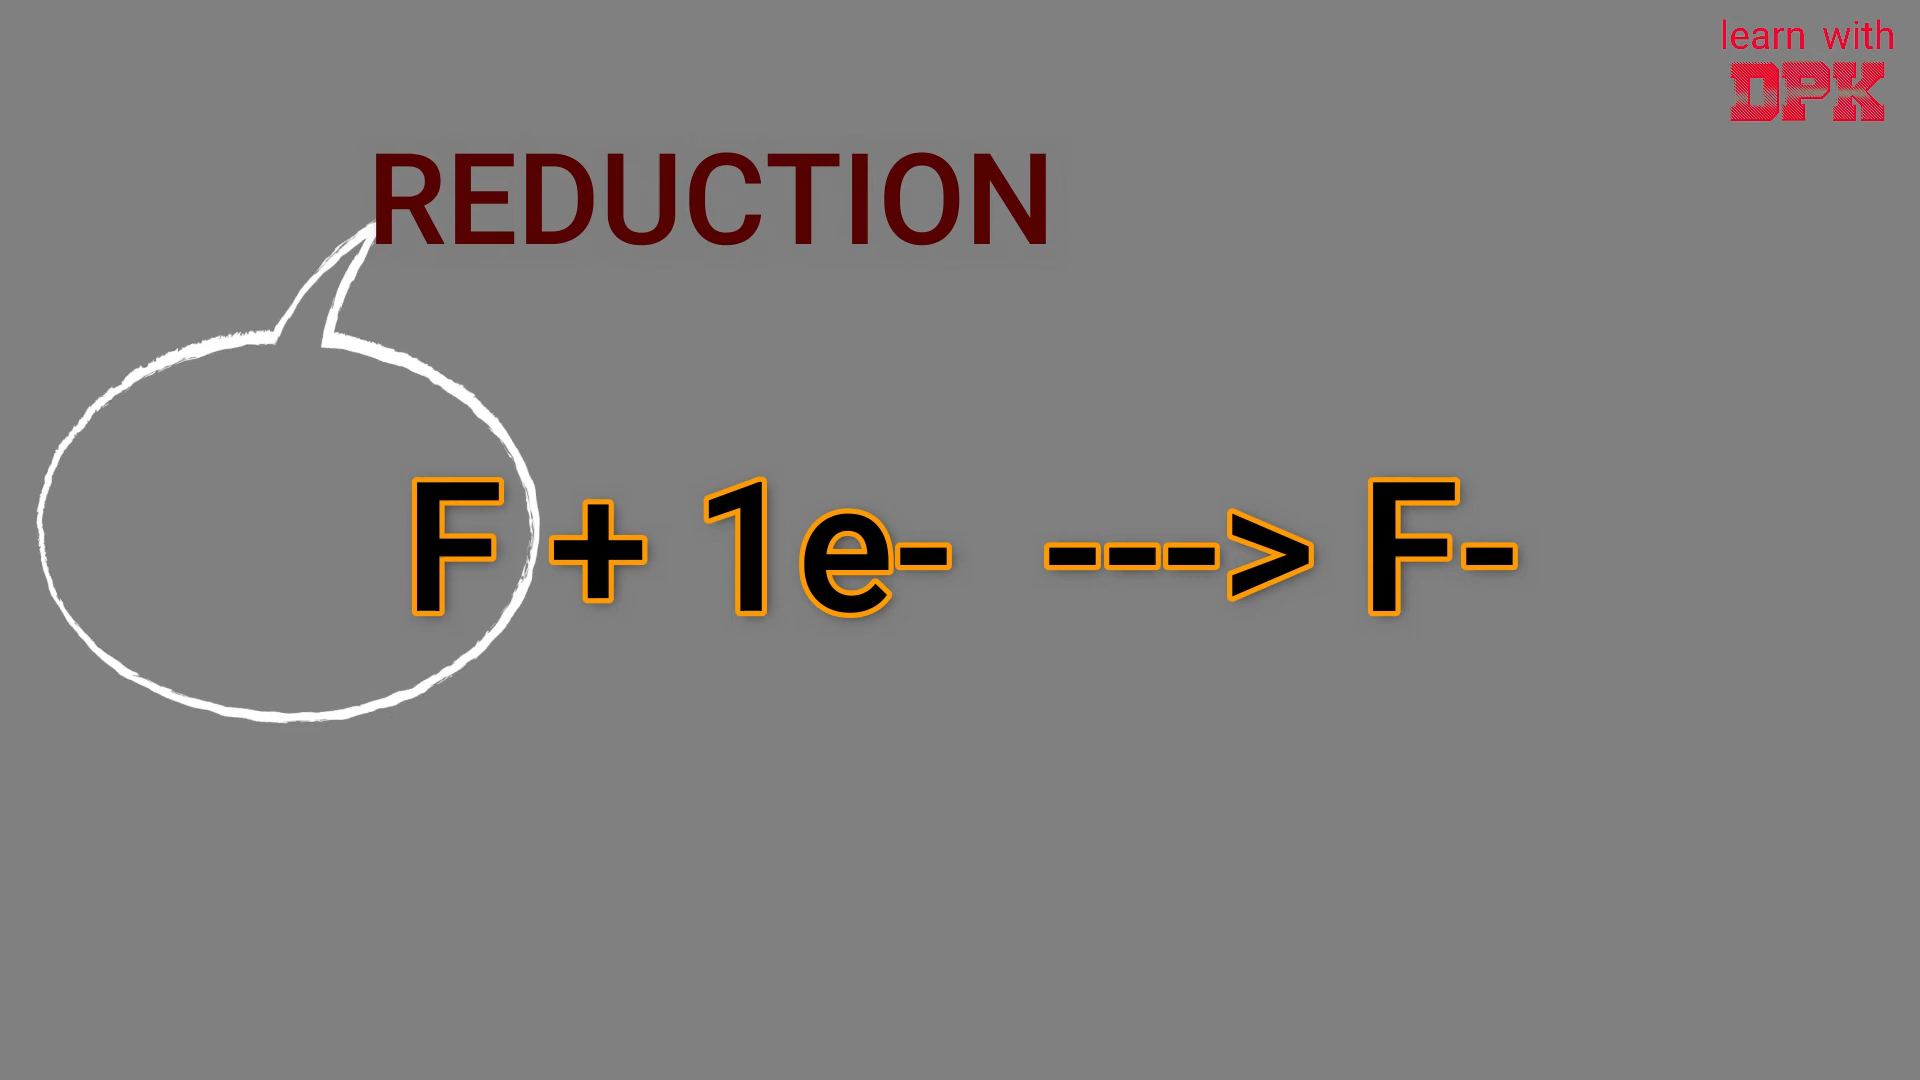 learn with
DPK
REDUCTION
F + 1e- ---> F-